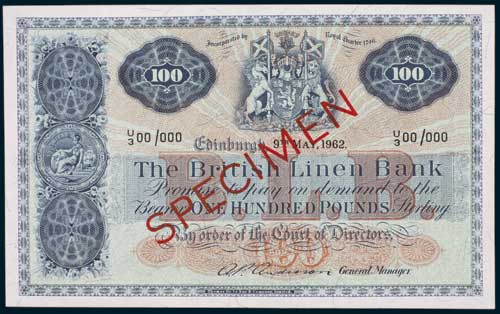 Incorporated by Royal Charter 1746.
100 100
U/3 00/000 U/3 00/000
Edinburgh 9TH MAY, 1962.
The British Linen Bank
Promise to pay on demand to the
Bearer ONE HUNDRED POUNDS Sterling
By order of the Court of Directors,
General Manager
SPECIMEN